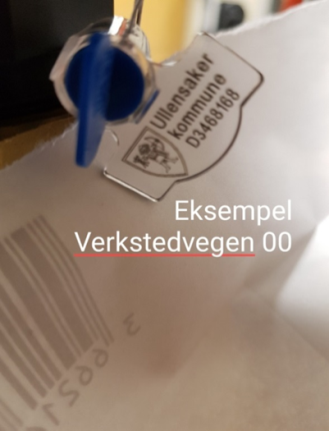 Ullensaker
kommune
D3468168
Eksempel
Verkstedvegen 00